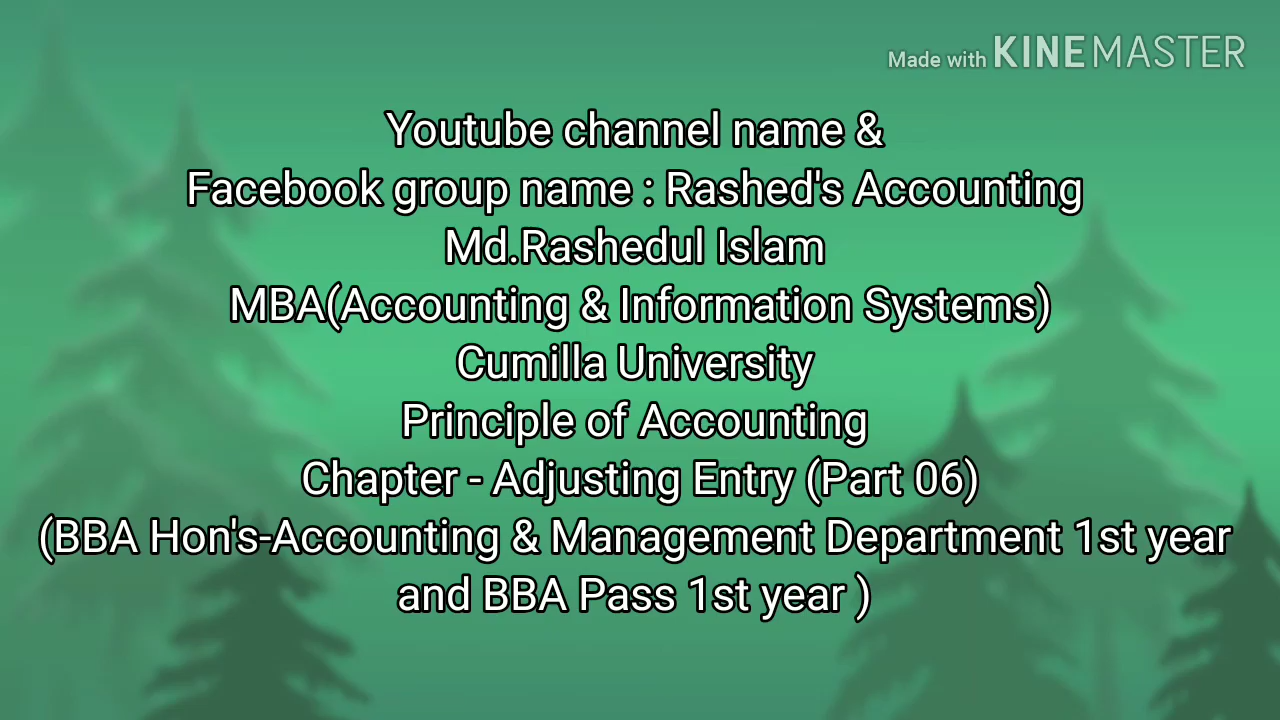 Made with KINEMASTER
Youtube channel name &
Facebook group name : Rashed's Accounting
Md.Rashedul Islam
MBA(Accounting & Information Systems)
Cumilla University
Principle of Accounting
Chapter - Adjusting Entry (Part 06)
(BBA Hon's-Accounting & Management Department 1st year
and BBA Pass 1st year )